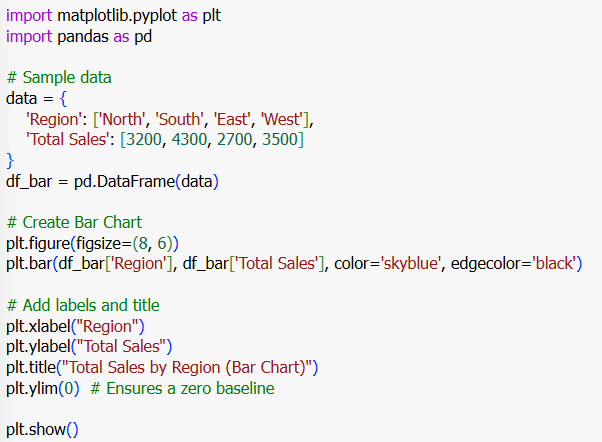 import matplotlib.pyplot as plt
import pandas as pd
# Sample data
data = {
    'Region': ['North', 'South', 'East', 'West'],
    'Total Sales': [3200, 4300, 2700, 3500]
}
df_bar = pd.DataFrame(data)
# Create Bar Chart
plt.figure(figsize=(8, 6))
plt.bar(df_bar['Region'], df_bar['Total Sales'], color='skyblue', edgecolor='black')
# Add labels and title
plt.xlabel("Region")
plt.ylabel("Total Sales")
plt.title("Total Sales by Region (Bar Chart)")
plt.ylim(0)  # Ensures a zero baseline
plt.show()